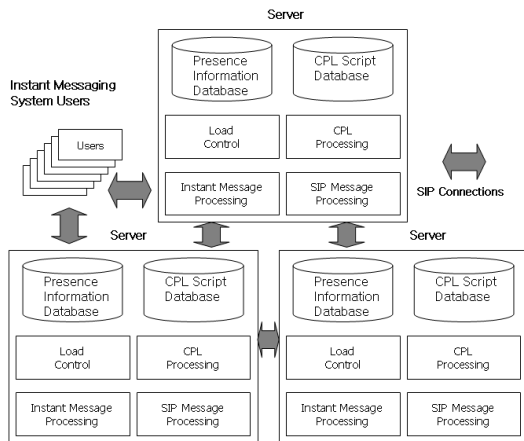 Server
Presence
Information
Database
CPL Script
Database
Instant Messaging
System Users
Users
Load
Control
CPL
Processing
Instant Message
Processing
SIP Message
Processing
SIP Connections
Server
Presence
Information
Database
CPL Script
Database
Load
Control
CPL
Processing
Instant Message
Processing
SIP Message
Processing
Server
Presence
Information
Database
CPL Script
Database
Load
Control
CPL
Processing
Instant Message
Processing
SIP Message
Processing